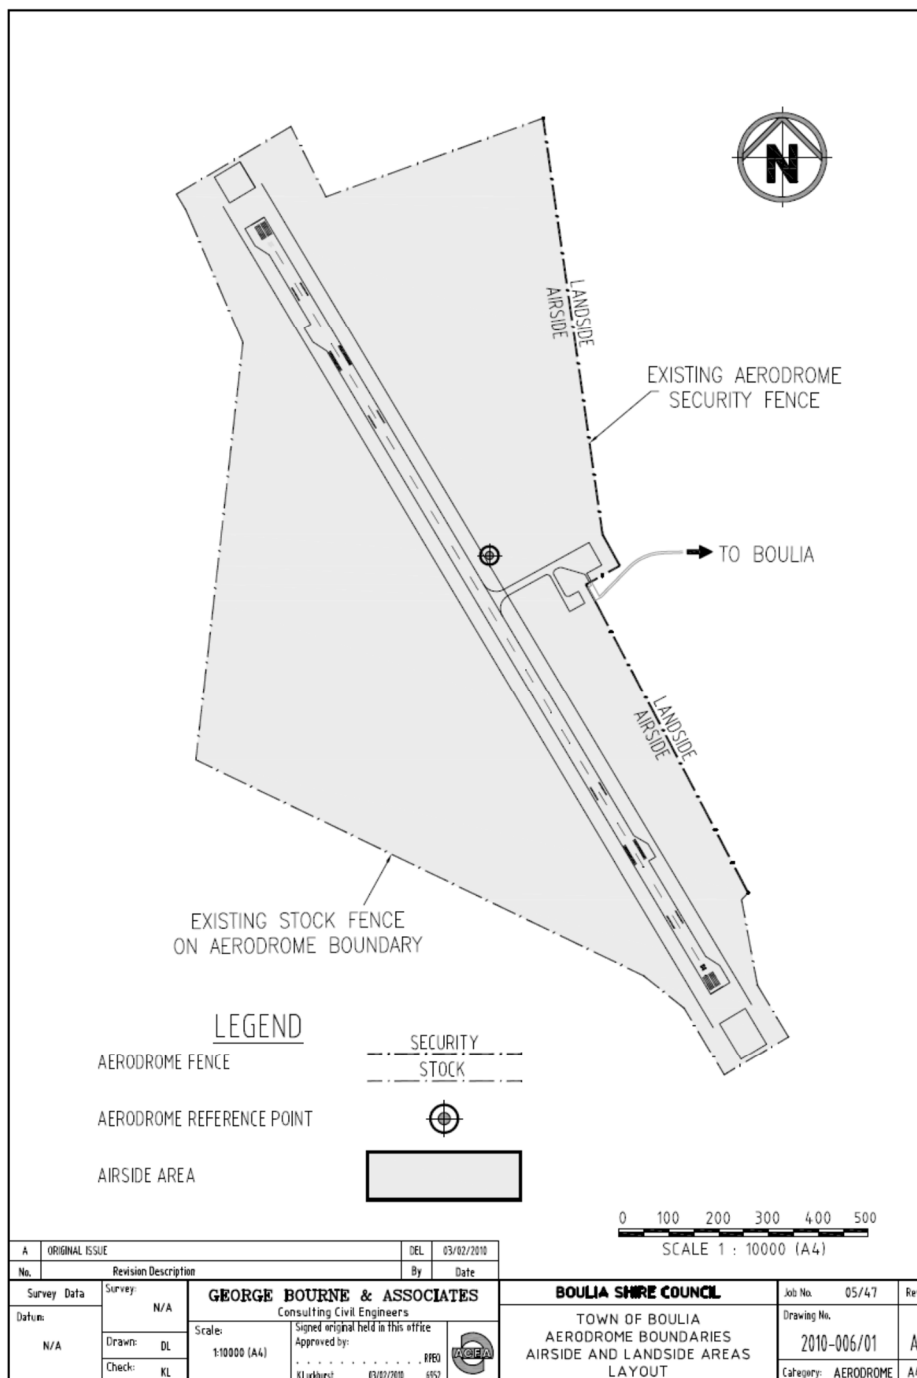 N
LANDSIDE
AIRSIDE
EXISTING AERODROME
SECURITY FENCE
TO BOULIA
LANDSIDE
AIRSIDE
EXISTING STOCK FENCE
ON AERODROME BOUNDARY
LEGEND
AERODROME FENCE
SECURITY
STOCK
AERODROME REFERENCE POINT
AIRSIDE AREA
0 100 200 300 400 500
SCALE 1 : 10000 (A4)
A ORIGINAL ISSUE DEL 03/02/2010
No. Revision Description By Date
Survey Data
Datum:
N/A
Survey:
N/A
Drawn: DL
Check: KL
GEORGE BOURNE & ASSOCIATES
Consulting Civil Engineers
Scale:
1:10000 (A4)
Signed original held in this office
Approved by:
RPEQ
03/02/2010 6952
ACEA
BOULIA SHIRE COUNCIL
TOWN OF BOULIA
AERODROME BOUNDARIES
AIRSIDE AND LANDSIDE AREAS
LAYOUT
Job No. 05/47
Drawing No.
2010-006/01
Category: AERODROME